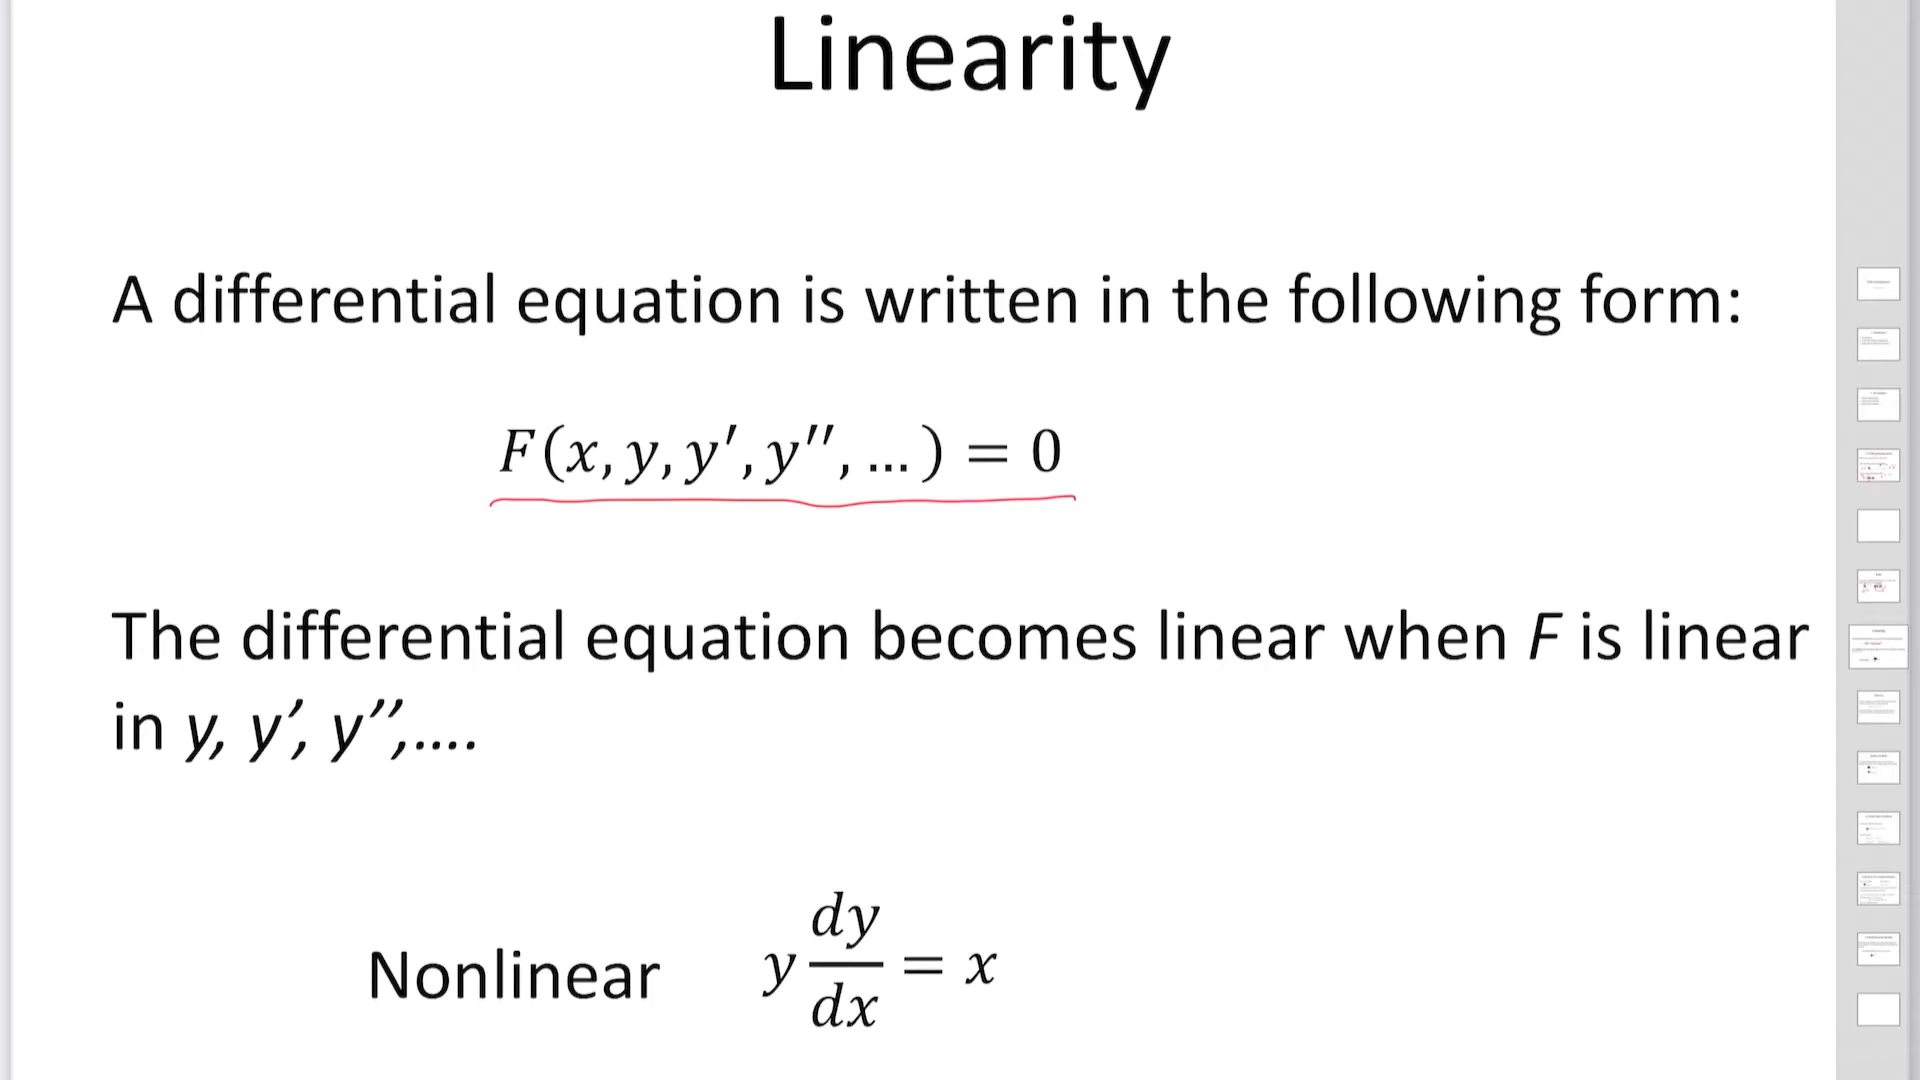 Linearity
A differential equation is written in the following form:
F(x, y, y′, y′′, … ) = 0
The differential equation becomes linear when F is linear
in y, y’, y’’,….
Nonlinear y dy/dx = x